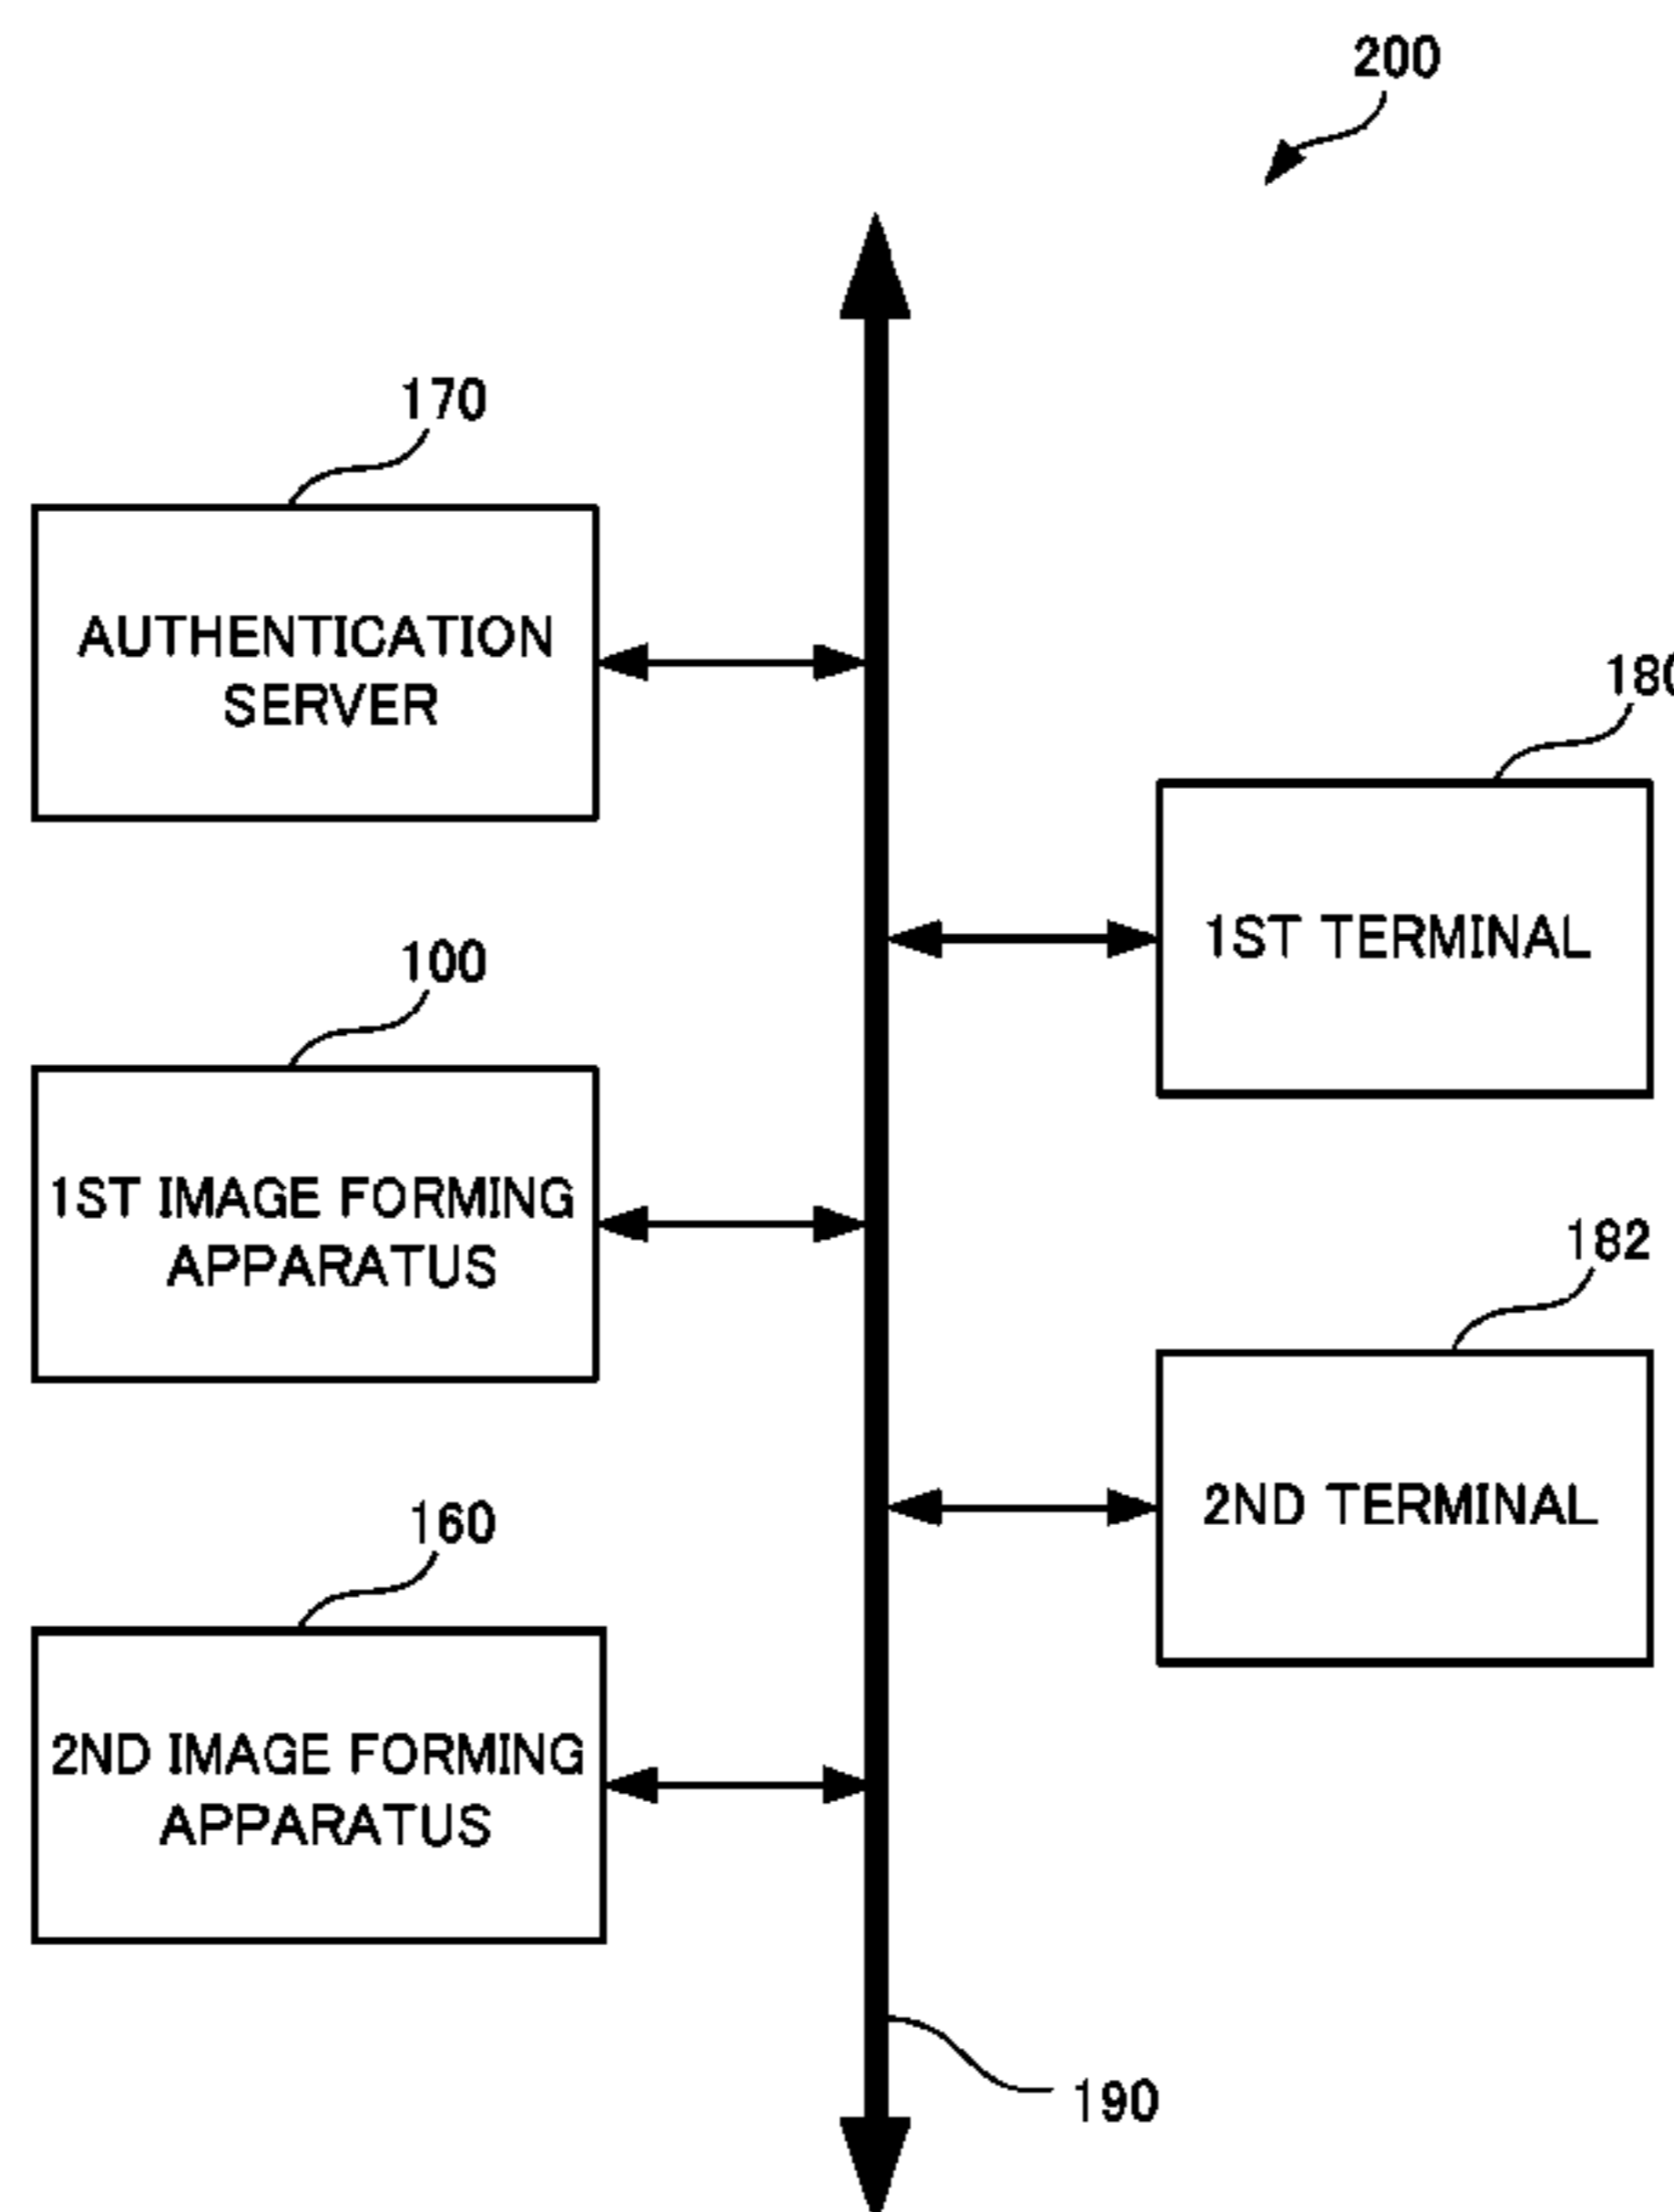 200
170
AUTHENTICATION
SERVER
180
1ST TERMINAL
100
1ST IMAGE FORMING
APPARATUS
182
2ND TERMINAL
160
2ND IMAGE FORMING
APPARATUS
190